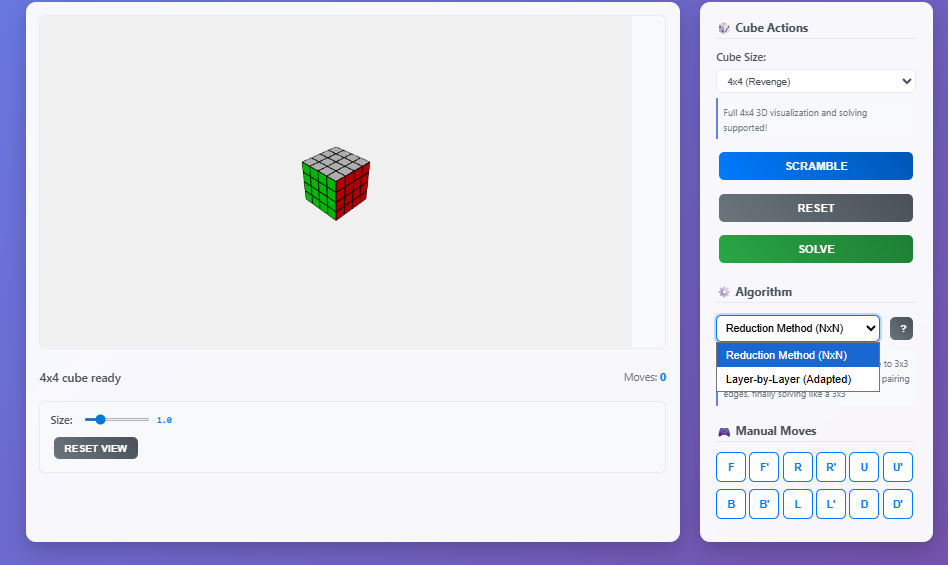 4x4 cube ready
Moves: 0
Size:
1.0
RESET VIEW
Cube Actions
Cube Size:
4x4 (Revenge)
Full 4x4 3D visualization and solving
supported!
SCRAMBLE
RESET
SOLVE
Algorithm
Reduction Method (NxN)
?
Reduction Method (NxN)
e to 3x3
Layer-by-Layer (Adapted)
pairing
edges, finally solving like a 3x3
Manual Moves
F F' R R' U U'
B B' L L' D D'